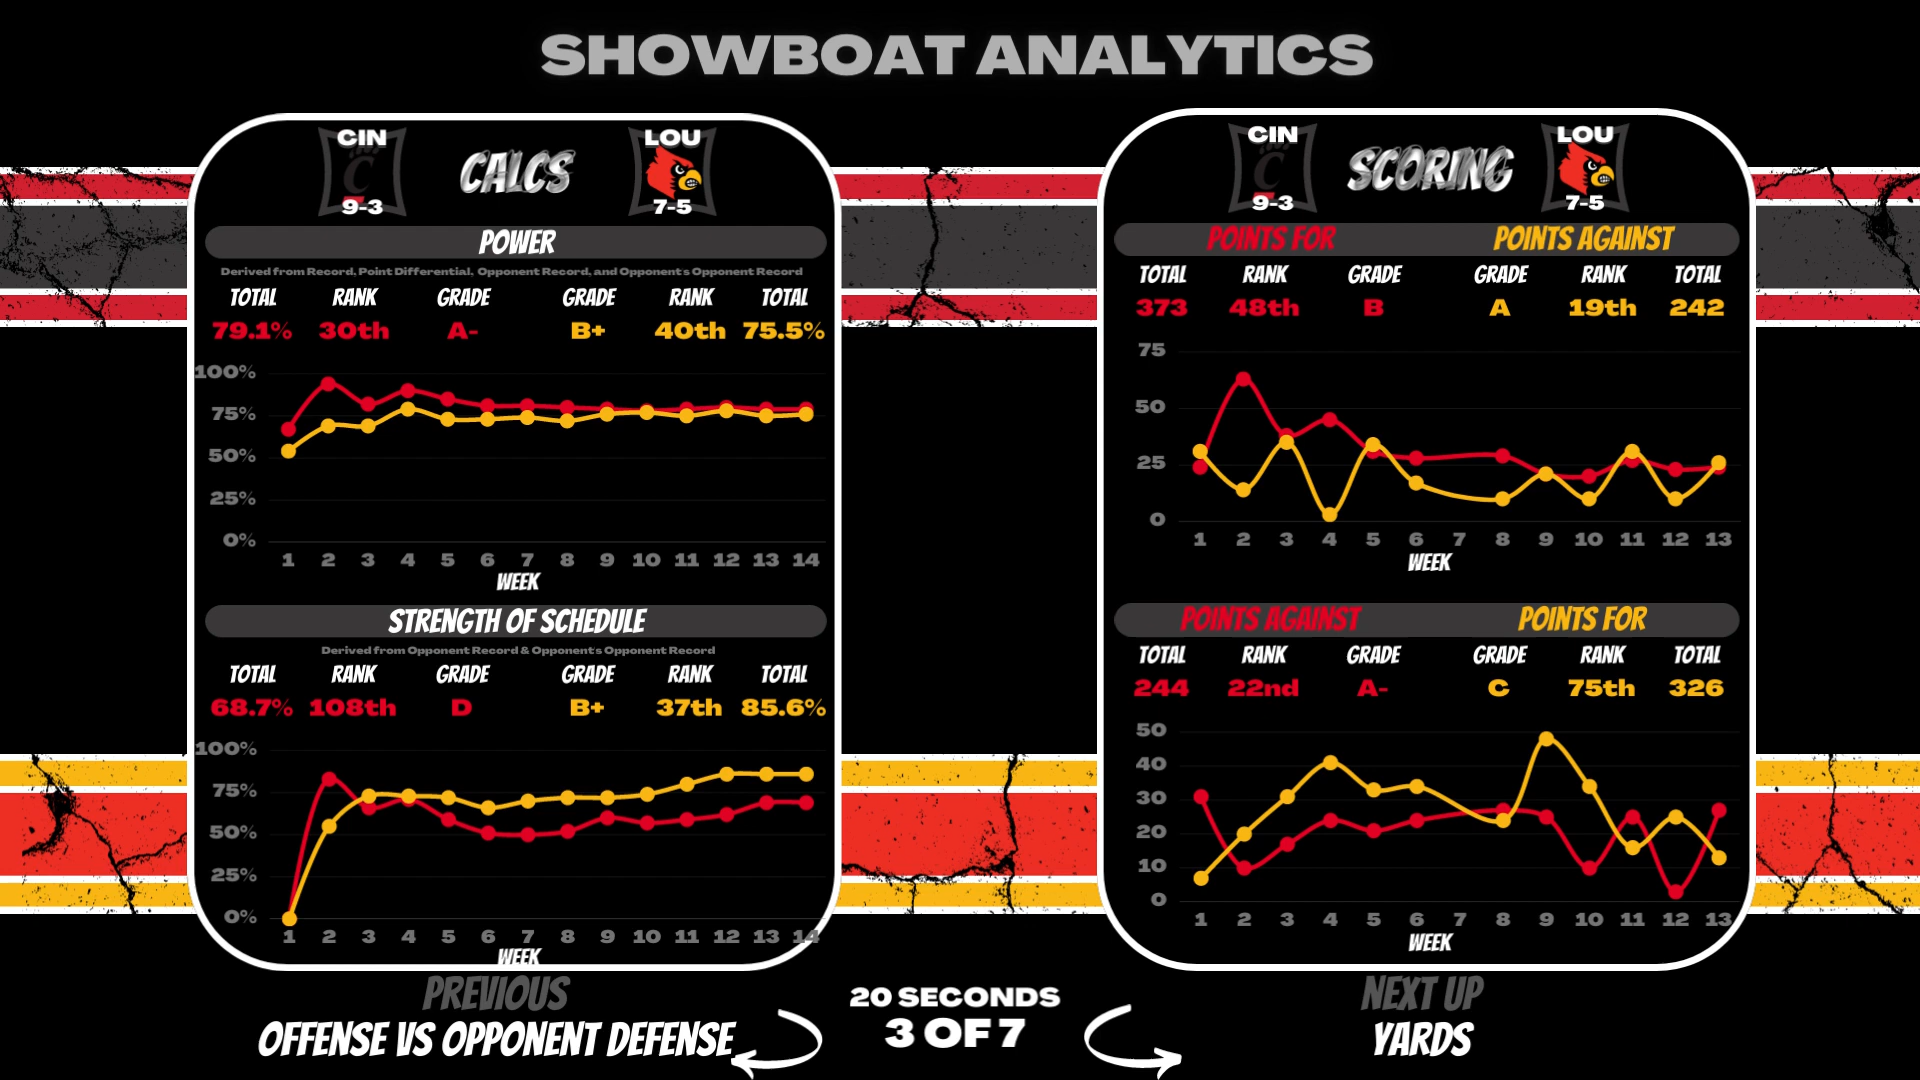 SHOWBOAT ANALYTICS
CIN
CALCS
LOU
9-3
7-5
POWER
Derived from Record, Point Differential, Opponent Record, and Opponent's Opponent Record
TOTAL RANK GRADE GRADE RANK TOTAL
79.1% 30th A- B+ 40th 75.5%
100%
75%
50%
25%
0%
1 2 3 4 5 6 7 8 9 10 11 12 13 14
WEEK
STRENGTH OF SCHEDULE
Derived from Opponent Record & Opponent's Opponent Record
TOTAL RANK GRADE GRADE RANK TOTAL
68.7% 108th D B+ 37th 85.6%
100%
75%
50%
25%
0%
1 2 3 4 5 6 7 8 9 10 11 12 13 14
WEEK
CIN
C
SCORING
LOU
9-3
7-5
POINTS FOR POINTS AGAINST
TOTAL RANK GRADE GRADE RANK TOTAL
373 48th B A 19th 242
75
50
25
0
1 2 3 4 5 6 7 8 9 10 11 12 13
WEEK
POINTS AGAINST POINTS FOR
TOTAL RANK GRADE GRADE RANK TOTAL
244 22nd A- C 75th 326
50
40
30
20
10
0
1 2 3 4 5 6 7 8 9 10 11 12 13
WEEK
PREVIOUS
OFFENSE VS OPPONENT DEFENSE
20 SECONDS
3 OF 7
NEXT UP
YARDS